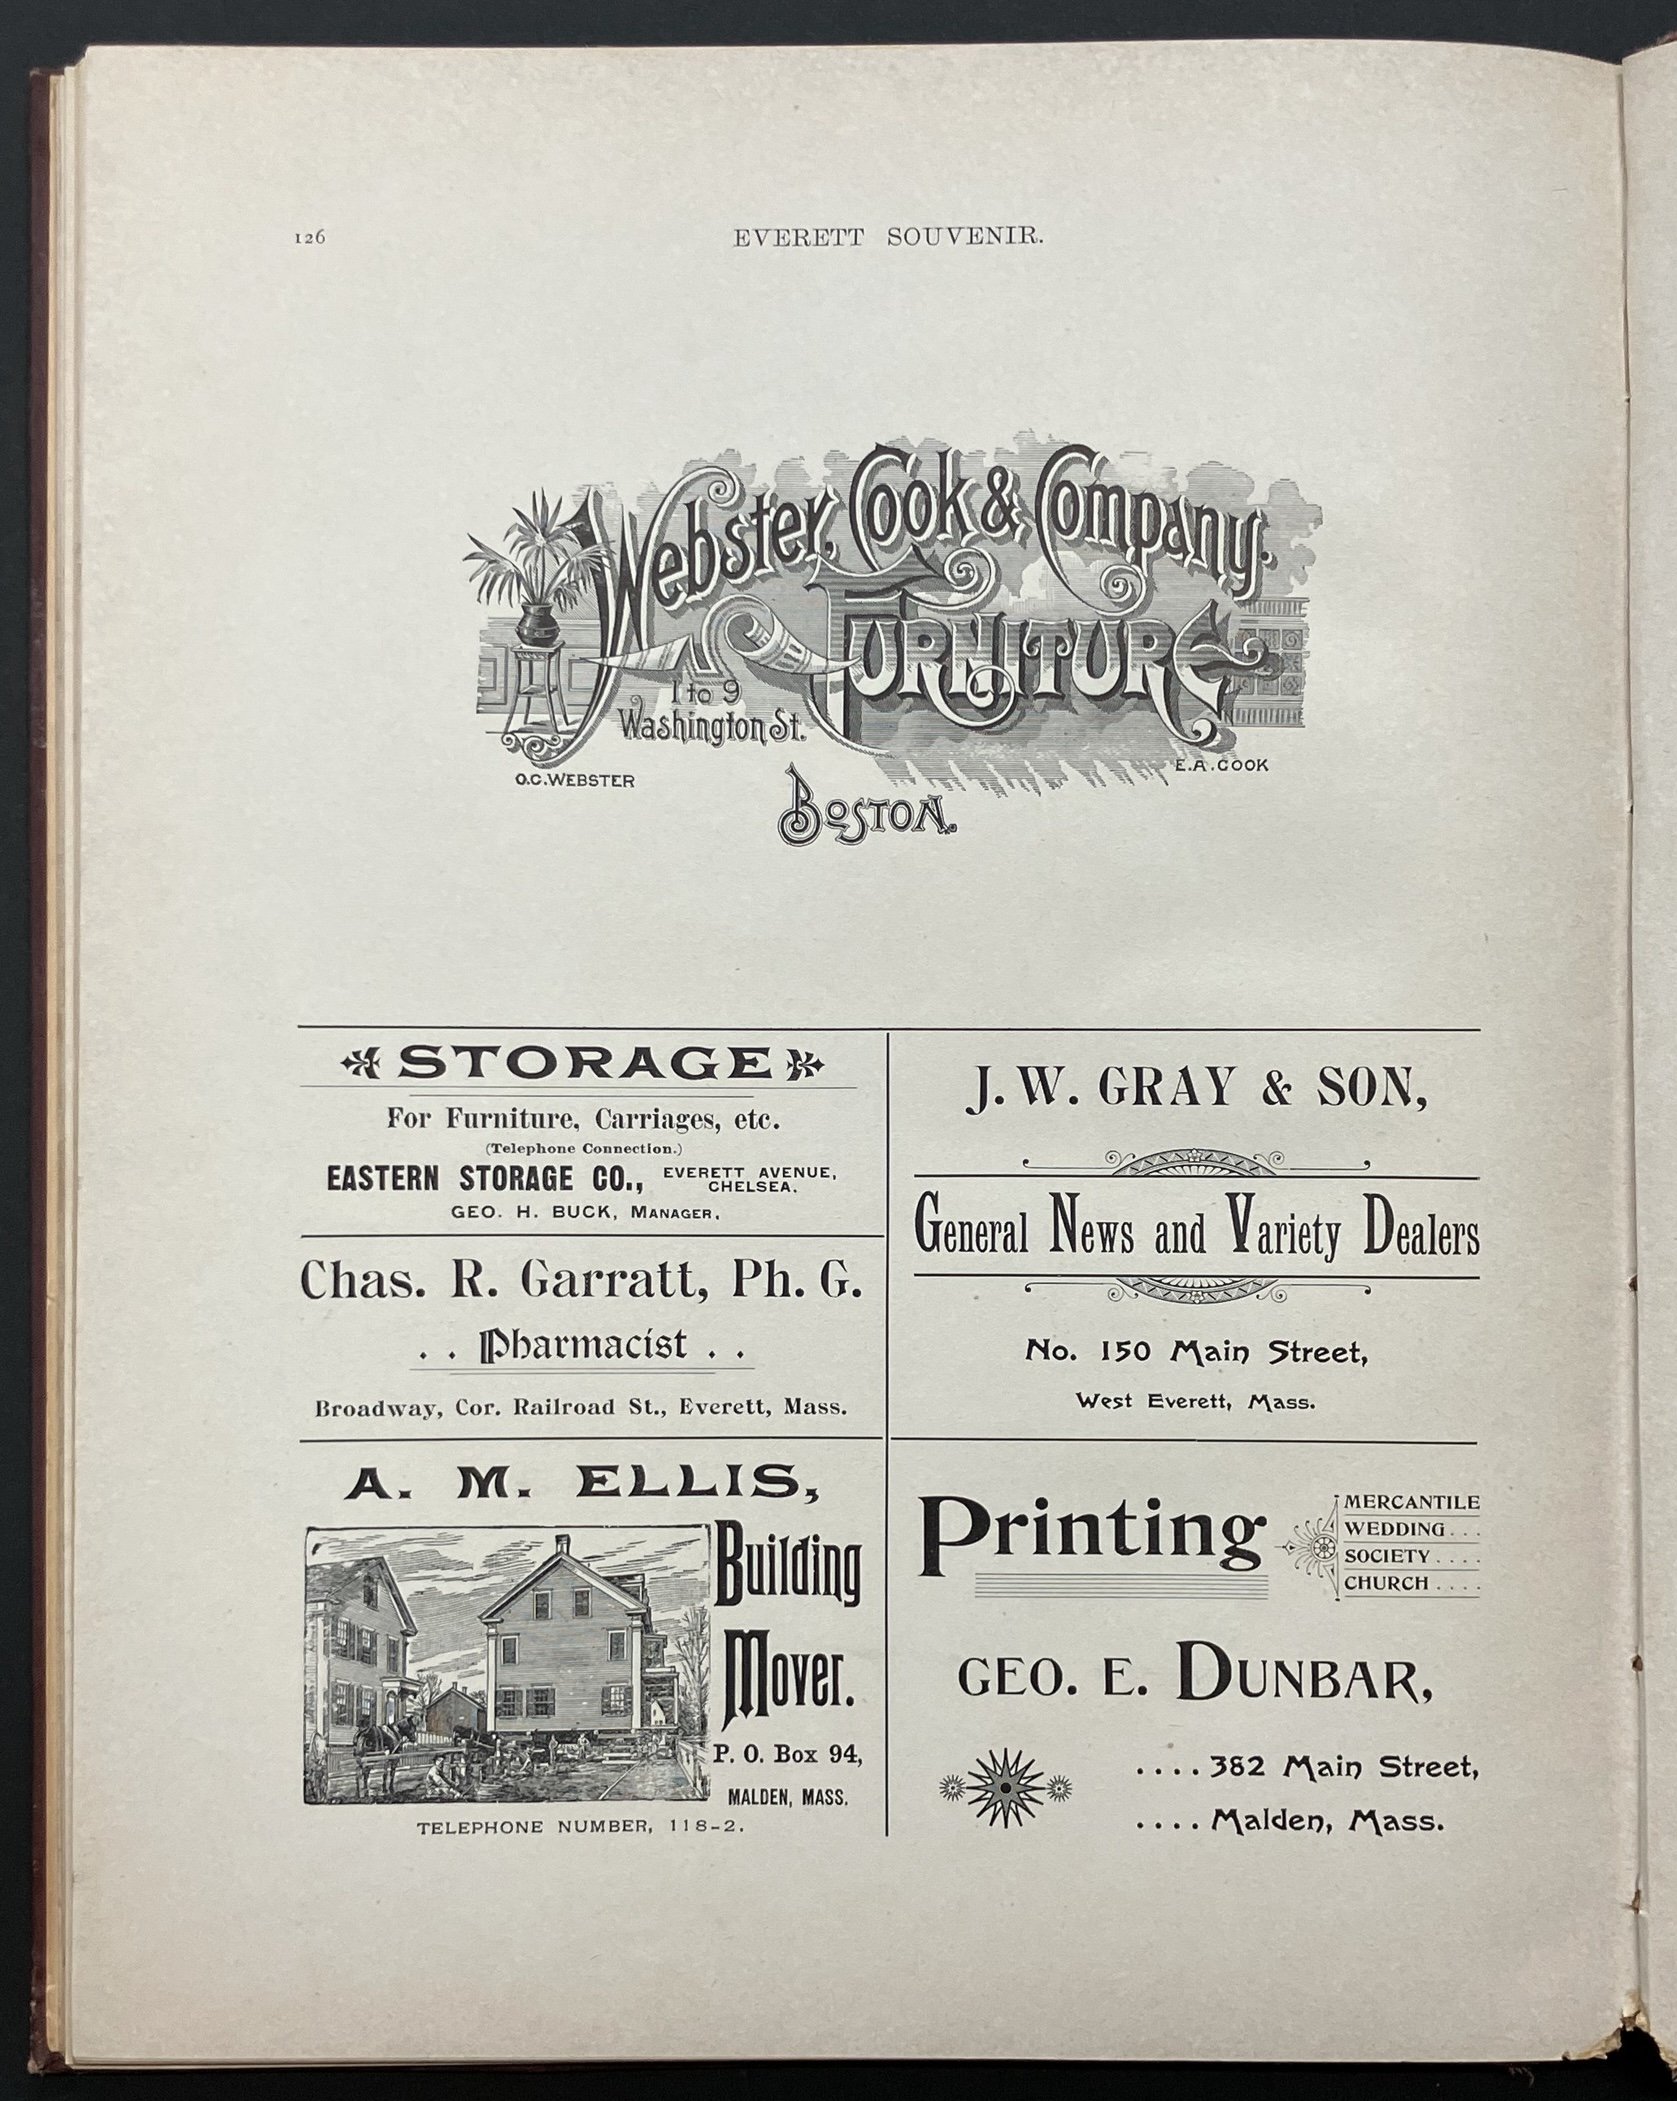 126
EVERETT SOUVENIR.
Webster, Cook & Company.
FURNITURE
1 to 9
Washington St.
O.C. WEBSTER
E.A. COOK
BOSTON.
STORAGE
For Furniture, Carriages, etc.
(Telephone Connection.)
EASTERN STORAGE CO., EVERETT AVENUE, CHELSEA.
GEO. H. BUCK, MANAGER.
Chas. R. Garratt, Ph. G.
. . Pharmacist . .
Broadway, Cor. Railroad St., Everett, Mass.
A. M. ELLIS,
Building
Mover.
P. O. Box 94,
MALDEN, MASS.
TELEPHONE NUMBER, 118-2.
J. W. GRAY & SON,
General News and Variety Dealers
No. 150 Main Street,
West Everett, Mass.
Printing
MERCANTILE
WEDDING . . .
SOCIETY . . . .
CHURCH . . . .
GEO. E. DUNBAR,
. . . . 382 Main Street,
. . . . Malden, Mass.